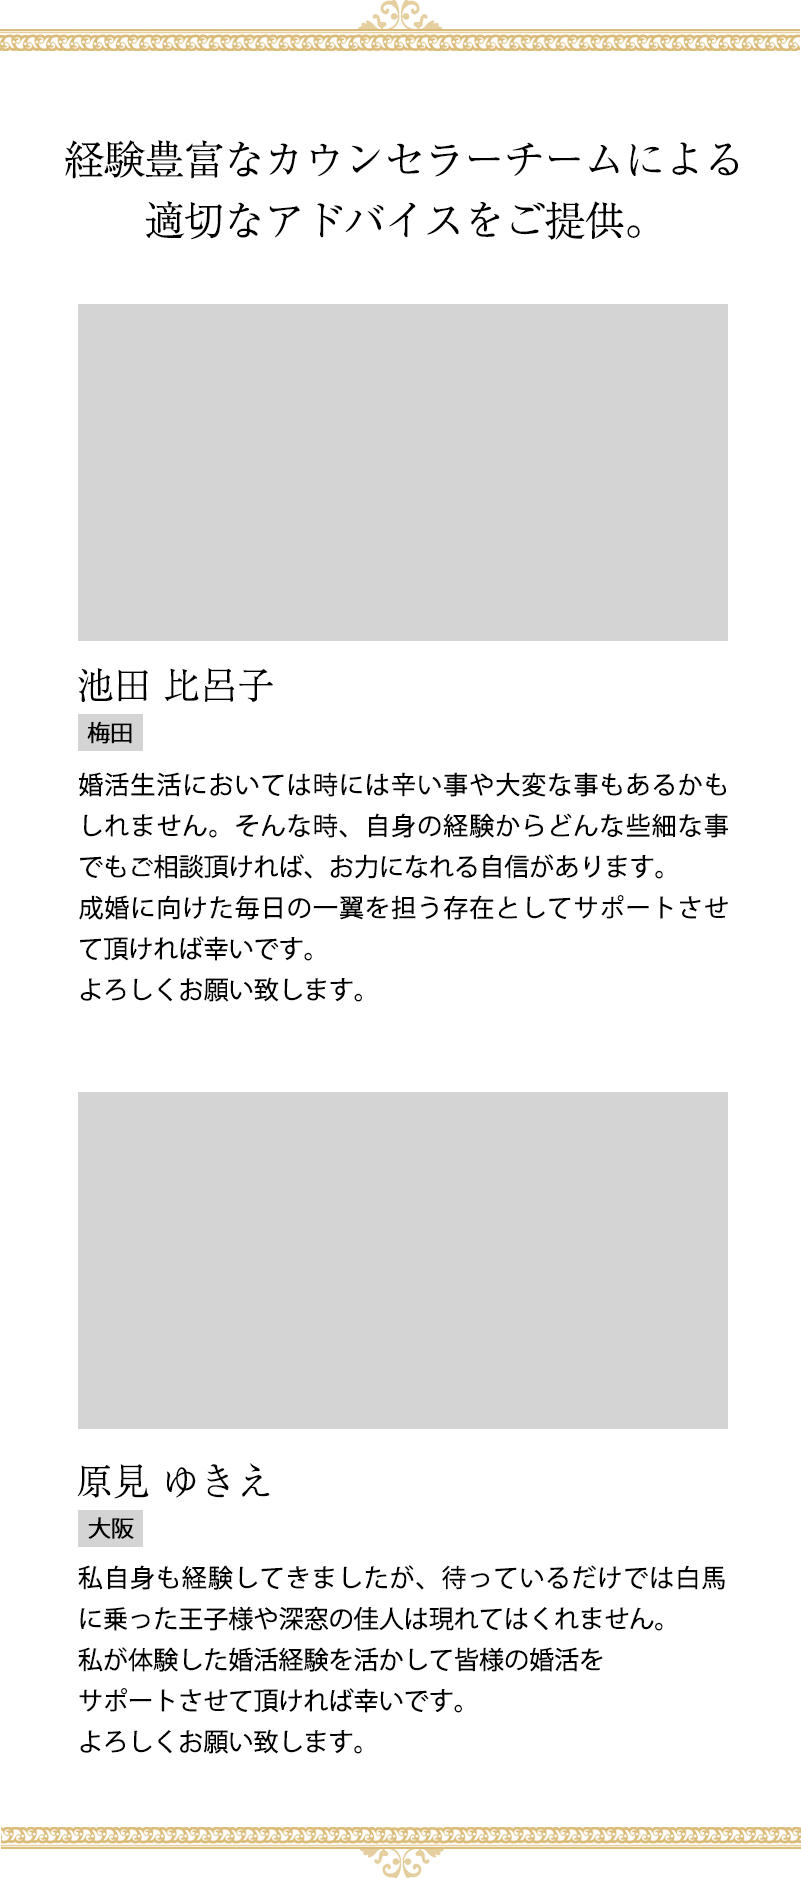 経験豊富なカウンセラーチームによる
適切なアドバイスをご提供。
池田 比呂子
梅田
婚活生活においては時には辛い事や大変な事もあるかも
しれません。そんな時、自身の経験からどんな些細な事
でもご相談頂ければ、お力になれる自信があります。
成婚に向けた毎日の一翼を担う存在としてサポートさせ
て頂ければ幸いです。
よろしくお願い致します。
原見 ゆきえ
大阪
私自身も経験してきましたが、待っているだけでは白馬
に乗った王子様や深窓の佳人は現れてはくれません。
私が体験した婚活経験を活かして皆様の婚活を
サポートさせて頂ければ幸いです。
よろしくお願い致します。